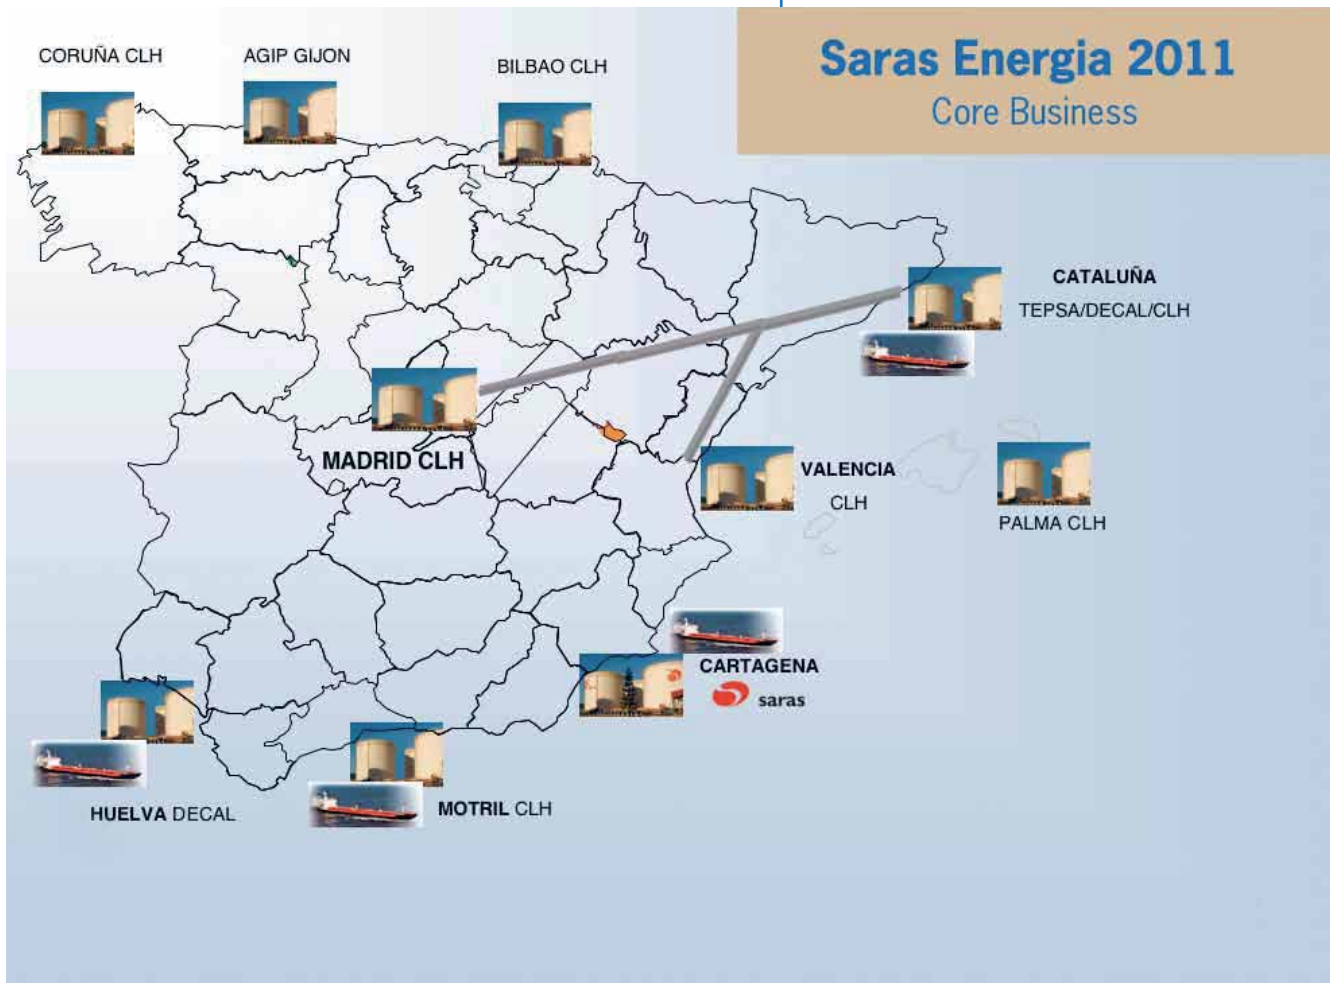 Saras Energia 2011
Core Business
CORUÑA CLH
AGIP GIJON
BILBAO CLH
CATALUÑA
TEPSA/DECAL/CLH
MADRID CLH
VALENCIA
CLH
PALMA CLH
CARTAGENA
saras
HUELVA DECAL
MOTRIL CLH